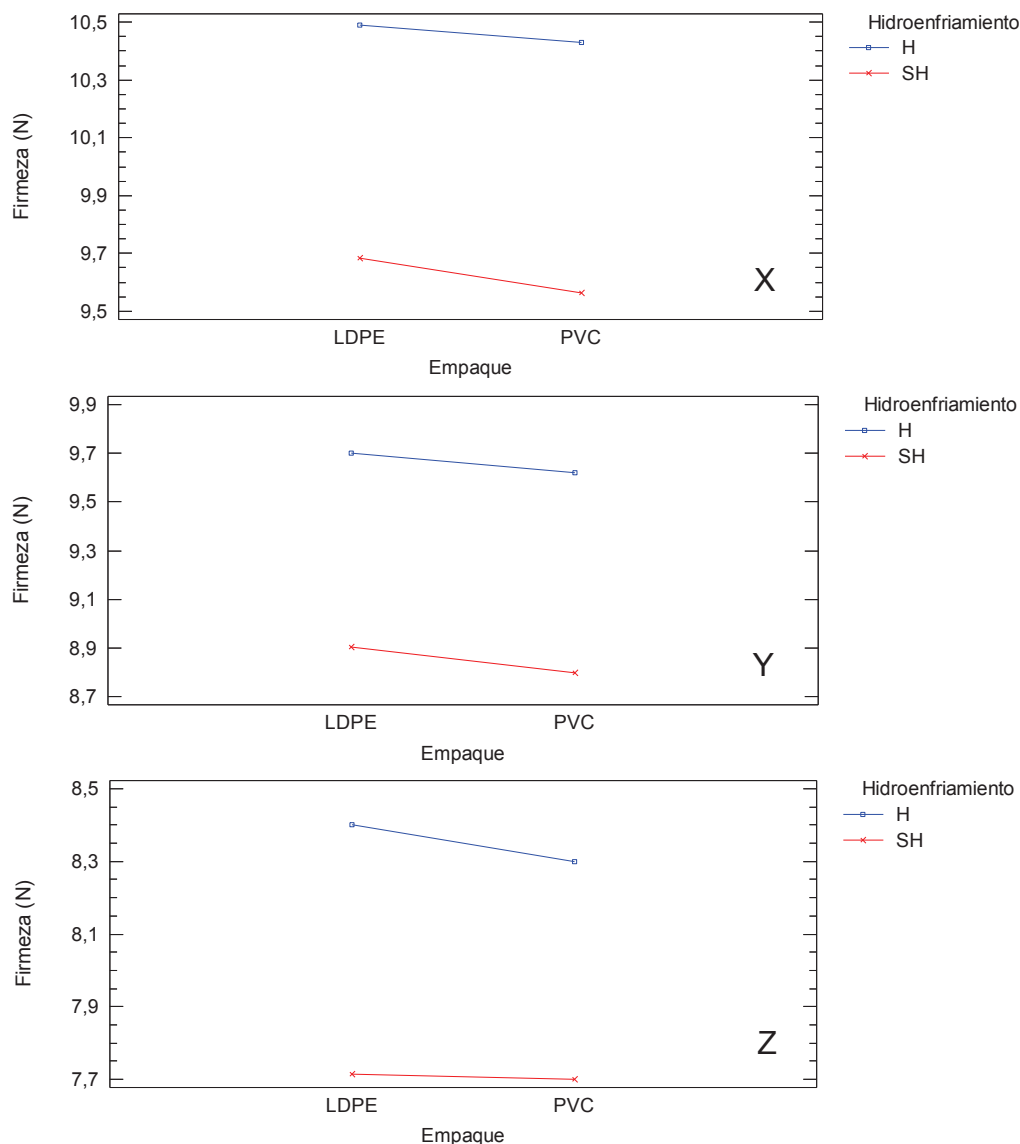 10,5
10,3
10,1
9,9
9,7
9,5
Firmeza (N)
LDPE
PVC
Empaque
X
Hidroenfriamiento
H
SH
9,9
9,7
9,5
9,3
9,1
8,9
8,7
Firmeza (N)
LDPE
PVC
Empaque
Y
Hidroenfriamiento
H
SH
8,5
8,3
8,1
7,9
7,7
Firmeza (N)
LDPE
PVC
Empaque
Z
Hidroenfriamiento
H
SH